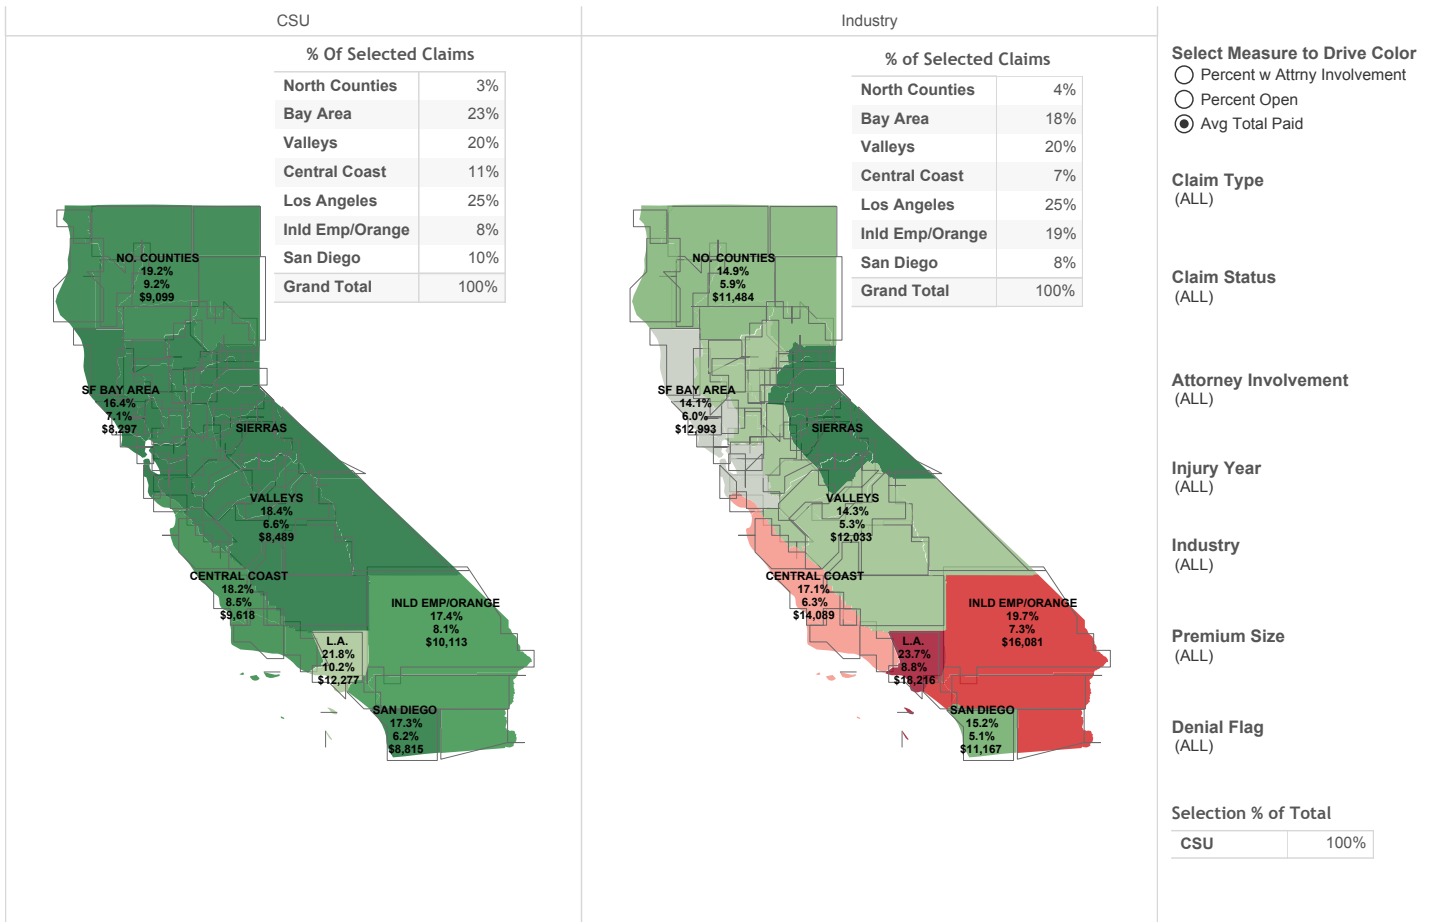 CSU
Industry
% Of Selected Claims
North Counties 3%
Bay Area 23%
Valleys 20%
Central Coast 11%
Los Angeles 25%
Inld Emp/Orange 8%
San Diego 10%
Grand Total 100%
NO. COUNTIES
19.2%
9.2%
$9,099
SF BAY AREA
16.4%
7.1%
$8,297
SIERRAS
VALLEYS
18.4%
6.6%
$8,489
CENTRAL COAST
18.2%
8.5%
$9,618
INLD EMP/ORANGE
17.4%
8.1%
$10,113
L.A.
21.8%
10.2%
$12,277
SAN DIEGO
17.3%
6.2%
$8,815
% of Selected Claims
North Counties 4%
Bay Area 18%
Valleys 20%
Central Coast 7%
Los Angeles 25%
Inld Emp/Orange 19%
San Diego 8%
Grand Total 100%
NO. COUNTIES
14.9%
5.9%
$11,484
SF BAY AREA
14.1%
6.0%
$12,993
SIERRAS
VALLEYS
14.3%
5.3%
$12,033
CENTRAL COAST
17.1%
6.3%
$14,089
INLD EMP/ORANGE
19.7%
7.3%
$16,081
L.A.
23.7%
8.8%
$18,216
SAN DIEGO
15.2%
5.1%
$11,167
Select Measure to Drive Color
Percent w Attrny Involvement
Percent Open
Avg Total Paid
Claim Type
(ALL)
Claim Status
(ALL)
Attorney Involvement
(ALL)
Injury Year
(ALL)
Industry
(ALL)
Premium Size
(ALL)
Denial Flag
(ALL)
Selection % of Total
CSU 100%